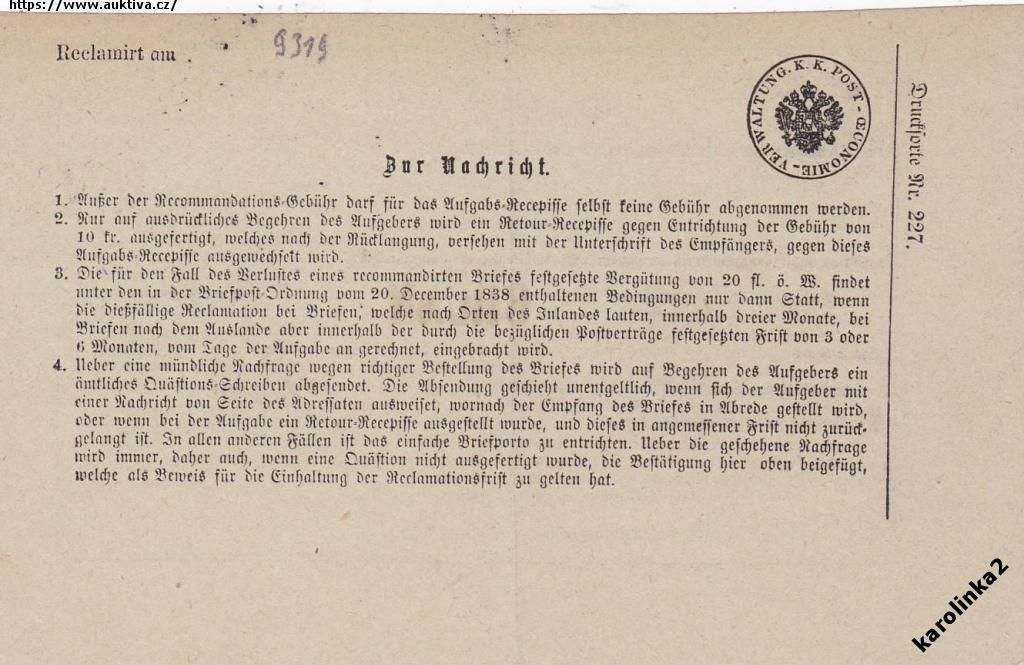 https://www.auktiva.cz/
Reclamirt am
9319
VERWALTUNG. K. K. POST - ŒCONOMIE -
Drucksorte Nr. 227.
Zur Nachricht.
1. Außer der Recommandations-Gebühr darf für das Aufgabs-Recepisse selbst keine Gebühr abgenommen werden.
2. Nur auf ausdrückliches Begehren des Aufgebers wird ein Retour-Recepisse gegen Entrichtung der Gebühr von
10 kr. ausgefertigt, welches nach der Rücklangung, versehen mit der Unterschrift des Empfängers, gegen dieses
Aufgabs-Recepisse ausgewechselt wird.
3. Die für den Fall des Verlustes eines recommandirten Briefes festgesetzte Vergütung von 20 fl. ö. W. findet
unter den in der Briefpost-Ordnung vom 20. December 1838 enthaltenen Bedingungen nur dann Statt, wenn
die dießfällige Reclamation bei Briefen, welche nach Orten des Inlandes lauten, innerhalb dreier Monate, bei
Briefen nach dem Auslande aber innerhalb der durch die bezüglichen Postverträge festgesetzten Frist von 3 oder
6 Monaten, vom Tage der Aufgabe an gerechnet, eingebracht wird.
4. Ueber eine mündliche Nachfrage wegen richtiger Bestellung des Briefes wird auf Begehren des Aufgebers ein
ämtliches Quästions-Schreiben abgesendet. Die Absendung geschieht unentgeltlich, wenn sich der Aufgeber mit
einer Nachricht von Seite des Adressaten ausweiset, wornach der Empfang des Briefes in Abrede gestellt wird,
oder wenn bei der Aufgabe ein Retour-Recepisse ausgestellt wurde, und dieses in angemessener Frist nicht zurück-
gelangt ist. In allen anderen Fällen ist das einfache Briefporto zu entrichten. Ueber die geschehene Nachfrage
wird immer, daher auch, wenn eine Quästion nicht ausgefertigt wurde, die Bestätigung hier oben beigefügt,
welche als Beweis für die Einhaltung der Reclamationsfrist zu gelten hat.
karolinka2